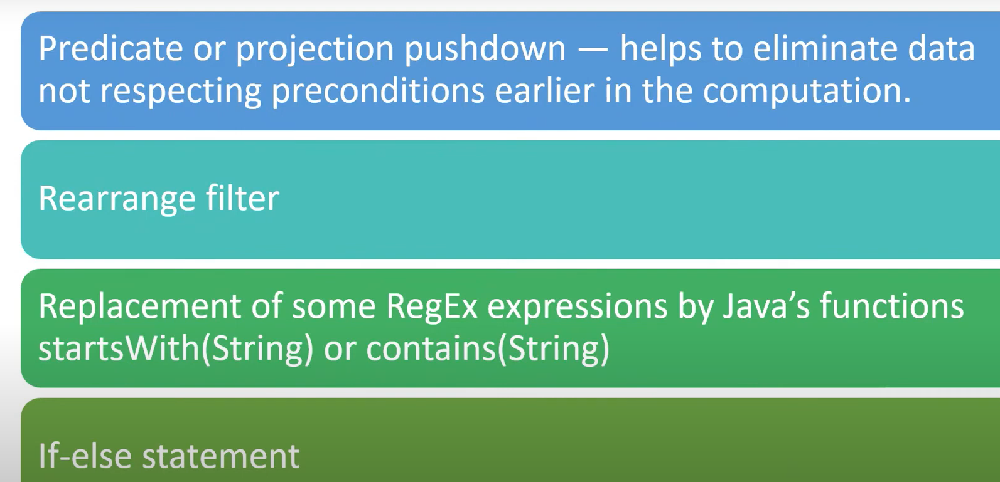 Predicate or projection pushdown — helps to eliminate data
not respecting preconditions earlier in the computation.
Rearrange filter
Replacement of some RegEx expressions by Java’s functions
startsWith(String) or contains(String)
If-else statement